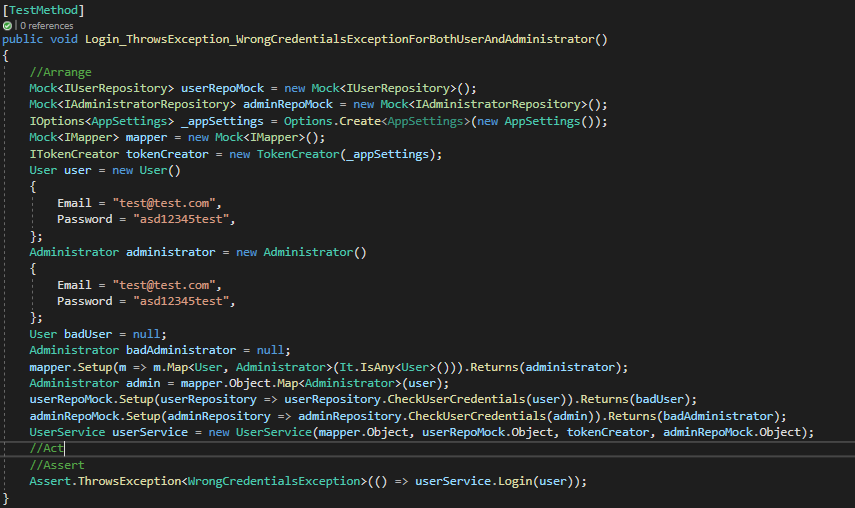 [TestMethod]
0 references
public void Login_ThrowsException_WrongCredentialsExceptionForBothUserAndAdministrator()
{
//Arrange
Mock<IUserRepository> userRepoMock = new Mock<IUserRepository>();
Mock<IAdministratorRepository> adminRepoMock = new Mock<IAdministratorRepository>();
IOptions<AppSettings> _appSettings = Options.Create<AppSettings>(new AppSettings());
Mock<IMapper> mapper = new Mock<IMapper>();
ITokenCreator tokenCreator = new TokenCreator(_appSettings);
User user = new User()
{
Email = "test@test.com",
Password = "asd12345test",
};
Administrator administrator = new Administrator()
{
Email = "test@test.com",
Password = "asd12345test",
};
User badUser = null;
Administrator badAdministrator = null;
mapper.Setup(m => m.Map<User, Administrator>(It.IsAny<User>())).Returns(administrator);
Administrator admin = mapper.Object.Map<Administrator>(user);
userRepoMock.Setup(userRepository => userRepository.CheckUserCredentials(user)).Returns(badUser);
adminRepoMock.Setup(adminRepository => adminRepository.CheckUserCredentials(admin)).Returns(badAdministrator);
UserService userService = new UserService(mapper.Object, userRepoMock.Object, tokenCreator, adminRepoMock.Object);
//Act
//Assert
Assert.ThrowsException<WrongCredentialsException>(() => userService.Login(user));
}